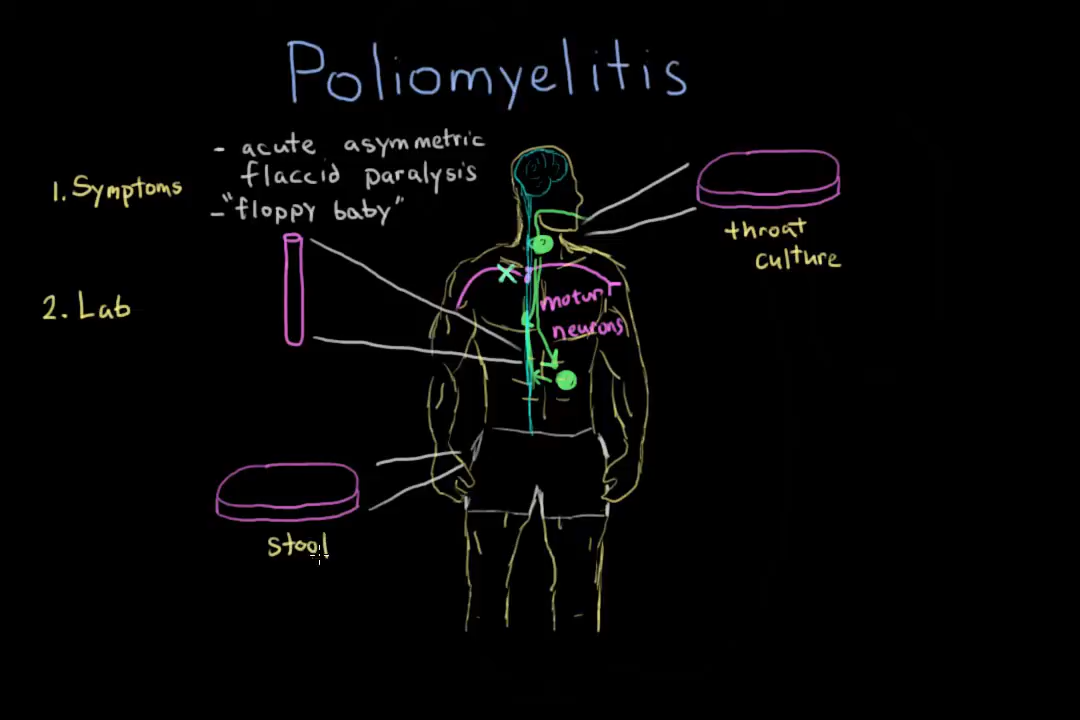 Poliomyelitis
1. Symptoms
- acute asymmetric
flaccid paralysis
- "floppy baby"
throat
culture
2. Lab
motor
neurons
stool